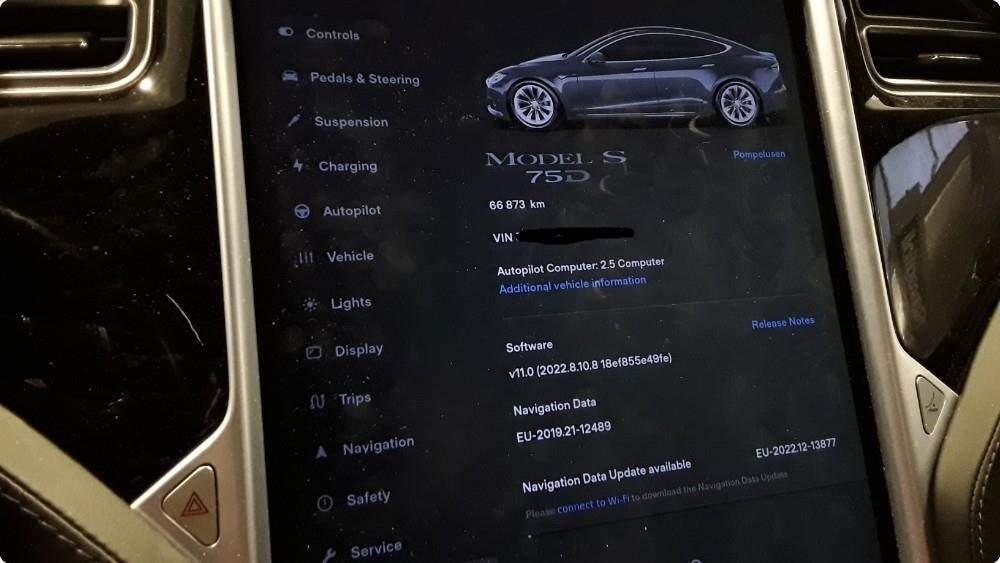 Controls
Pedals & Steering
Suspension
Charging
Autopilot
Vehicle
Lights
Display
Trips
Navigation
Safety
Service
MODEL S
75D
Pompelusen
66 873 km
VIN
Autopilot Computer: 2.5 Computer
Additional vehicle information
Software
Release Notes
v11.0 (2022.8.10.8 18ef855e49fe)
Navigation Data
EU-2019.21-12489
Navigation Data Update available
EU-2022.12-13877
Please connect to Wi-Fi to download the Navigation Data Update